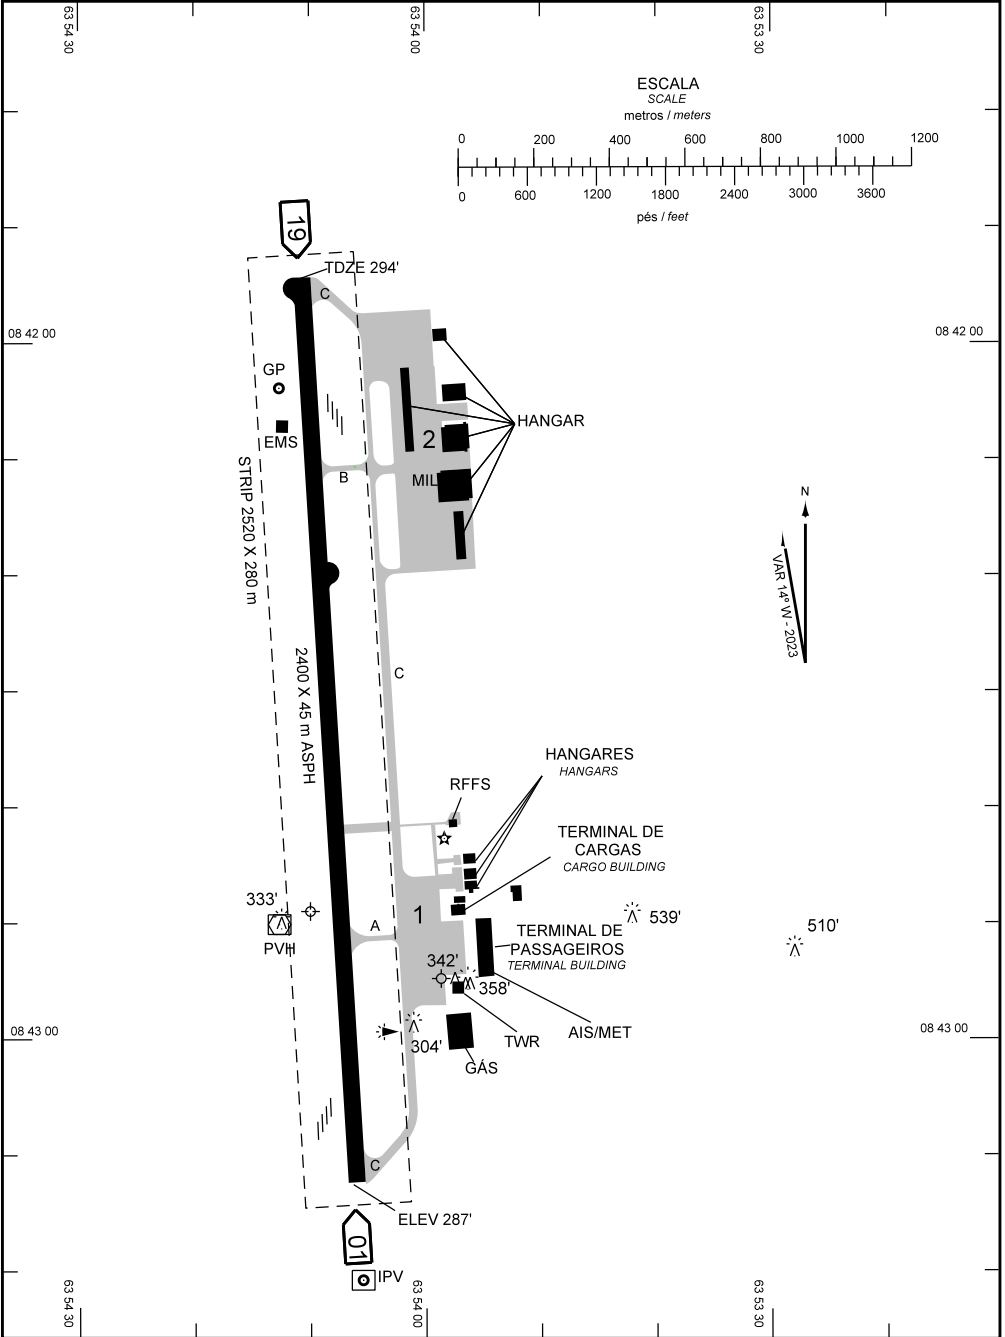 63 54 30
63 54 00
63 53 30
ESCALA
SCALE
metros / meters
0 200 400 600 800 1000 1200
0 600 1200 1800 2400 3000 3600
pés / feet
19
TDZE 294'
C
08 42 00
08 42 00
GP
EMS
HANGAR
2
MIL
B
STRIP 2520 X 280 m
N
VAR 14º W - 2023
2400 X 45 m ASPH
C
HANGARES
HANGARS
RFFS
TERMINAL DE
CARGAS
CARGO BUILDING
333'
PVH
A
1
TERMINAL DE
PASSAGEIROS
TERMINAL BUILDING
539'
510'
342'
358'
304'
TWR
AIS/MET
GÁS
08 43 00
08 43 00
C
ELEV 287'
01
IPV
63 54 30
63 54 00
63 53 30